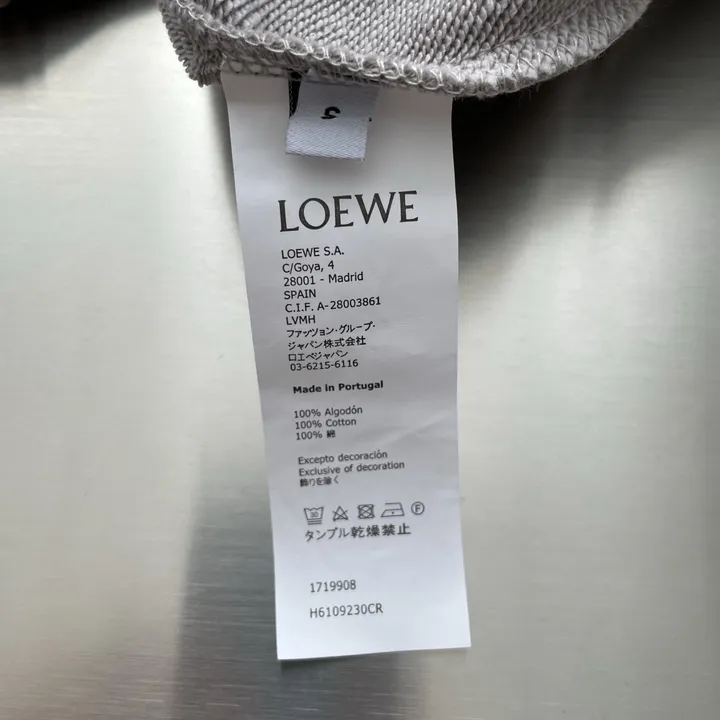 S
LOEWE
LOEWE S.A.
C/Goya, 4
28001 - Madrid
SPAIN
C.I.F. A-28003861
LVMH
ファッション・グループ・
ジャパン株式会社
ロエベジャパン
03-6215-6116
Made in Portugal
100% Algodón
100% Cotton
100% 綿
Excepto decoración
Exclusive of decoration
飾りを除く
30
F
タンブル乾燥禁止
1719908
H6109230CR